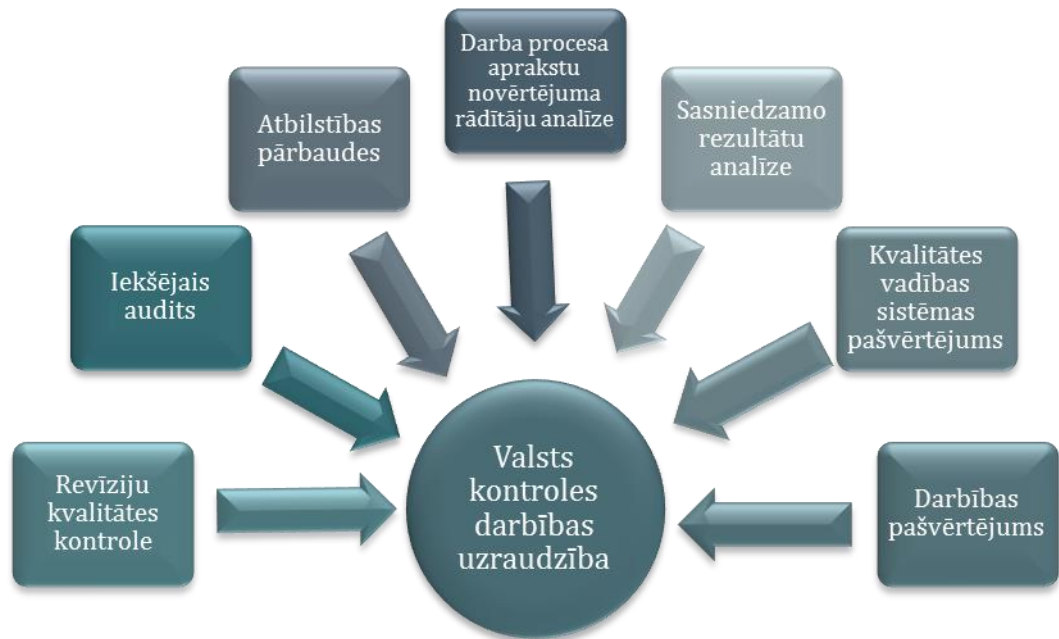 Darba procesa
aprakstu
novērtējuma
rādītāju analīze
Atbilstības
pārbaudes
Sasniedzamo
rezultātu
analīze
Iekšējais
audits
Kvalitātes
vadības
sistēmas
pašvērtējums
Revīziju
kvalitātes
kontrole
Valsts
kontroles
darbības
uzraudzība
Darbības
pašvērtējums